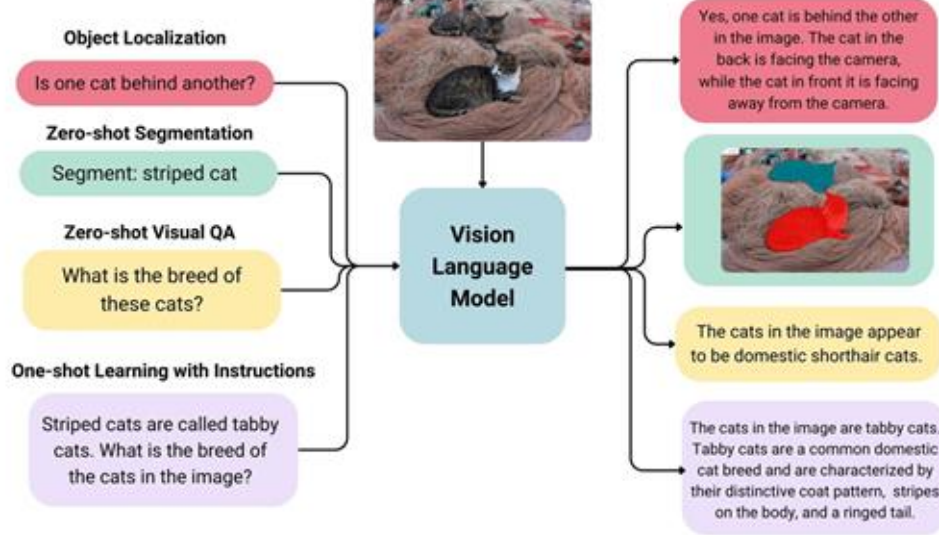 Object Localization
Is one cat behind another?
Zero-shot Segmentation
Segment: striped cat
Zero-shot Visual QA
What is the breed of
these cats?
One-shot Learning with Instructions
Striped cats are called tabby
cats. What is the breed of
the cats in the image?
Vision
Language
Model
Yes, one cat is behind the other
in the image. The cat in the
back is facing the camera,
while the cat in front it is facing
away from the camera.
The cats in the image appear
to be domestic shorthair cats.
The cats in the image are tabby cats.
Tabby cats are a common domestic
cat breed and are characterized by
their distinctive coat pattern, stripes
on the body, and a ringed tail.